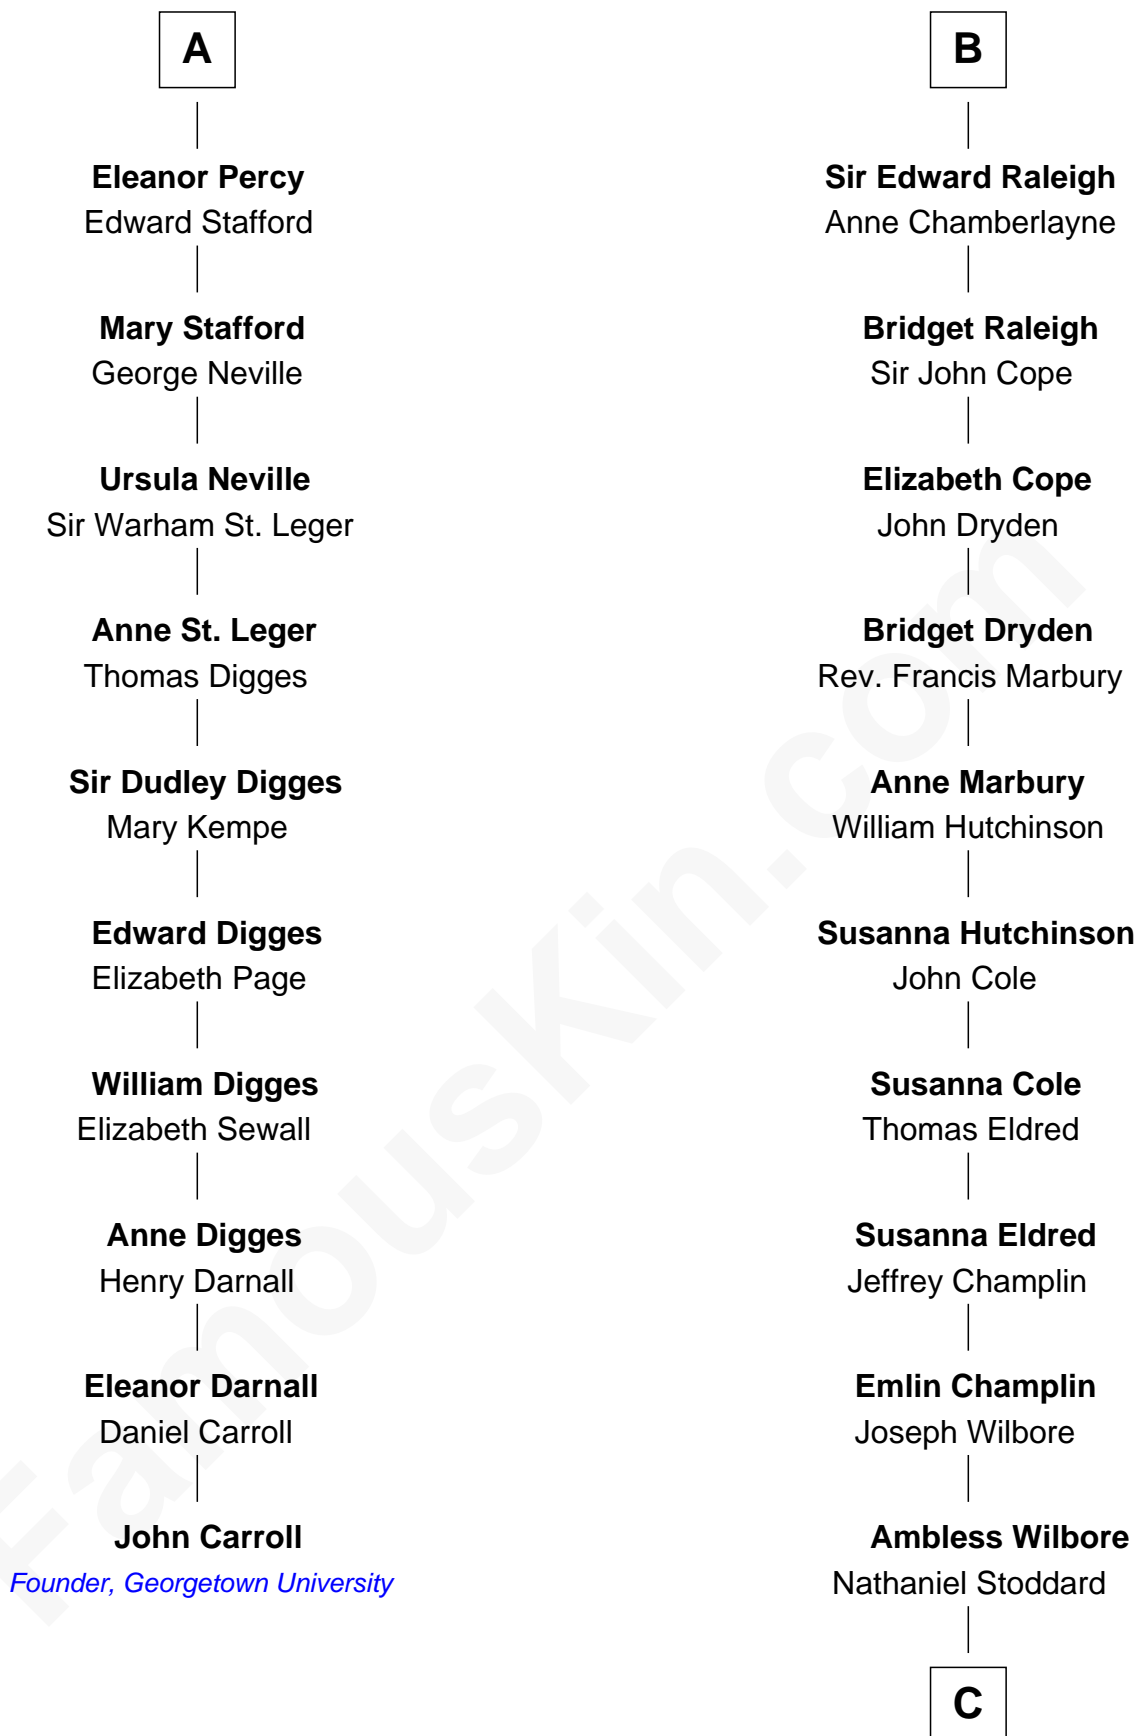 A
Eleanor Percy
Edward Stafford
Mary Stafford
George Neville
Ursula Neville
Sir Warham St. Leger
Anne St. Leger
Thomas Digges
Sir Dudley Digges
Mary Kempe
Edward Digges
Elizabeth Page
William Digges
Elizabeth Sewall
Anne Digges
Henry Darnall
Eleanor Darnall
Daniel Carroll
John Carroll
Founder, Georgetown University
B
Sir Edward Raleigh
Anne Chamberlayne
Bridget Raleigh
Sir John Cope
Elizabeth Cope
John Dryden
Bridget Dryden
Rev. Francis Marbury
Anne Marbury
William Hutchinson
Susanna Hutchinson
John Cole
Susanna Cole
Thomas Eldred
Susanna Eldred
Jeffrey Champlin
Emlin Champlin
Joseph Wilbore
Ambless Wilbore
Nathaniel Stoddard
C
FamousKin.com